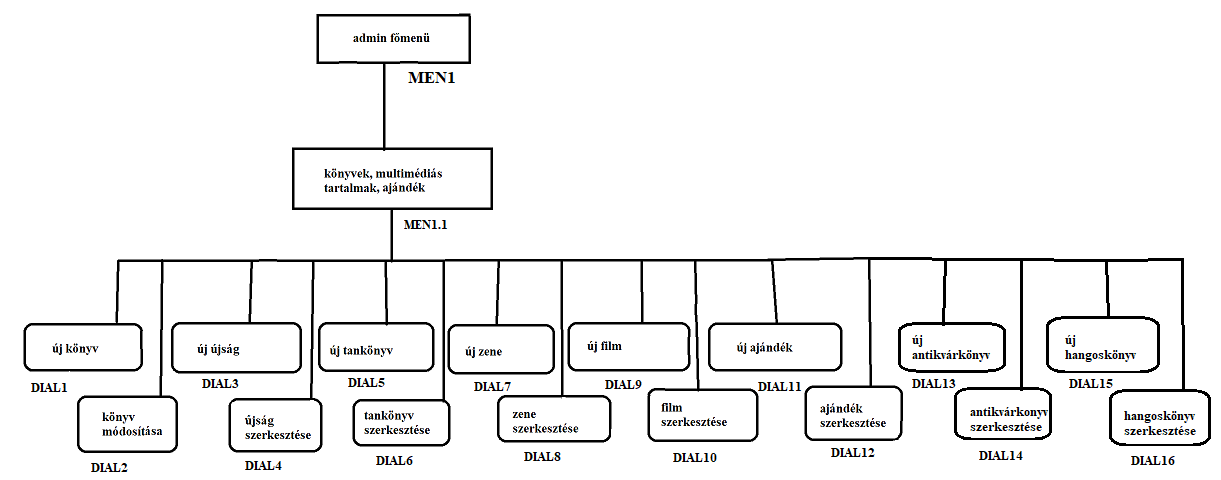 admin főmenü
MEN1
könyvek, multimédiás
tartalmak, ajándék
MEN1.1
új könyv
DIAL1
könyv
módosítása
DIAL2
új újság
DIAL3
újság
szerkesztése
DIAL4
új tankönyv
DIAL5
tankönyv
szerkesztése
DIAL6
új zene
DIAL7
zene
szerkesztése
DIAL8
új film
DIAL9
film
szerkesztése
DIAL10
új ajándék
DIAL11
ajándék
szerkesztése
DIAL12
új
antikvárkönyv
DIAL13
antikvárkonyv
szerkesztése
DIAL14
új
hangoskönyv
DIAL15
hangoskönyv
szerkesztése
DIAL16